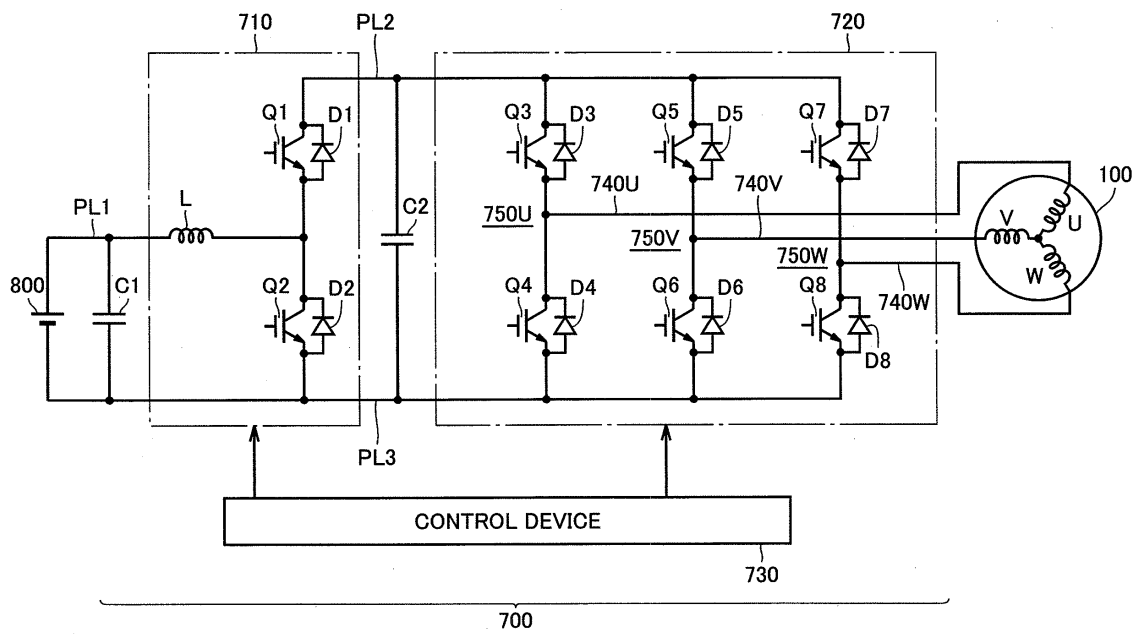 710
PL2
720
Q1
D1
Q3
D3
Q5
D5
Q7
D7
740U
740V
100
PL1
L
C2
750U
750V
750W
V
U
W
800
C1
Q2
D2
Q4
D4
Q6
D6
Q8
740W
D8
PL3
CONTROL DEVICE
730
700